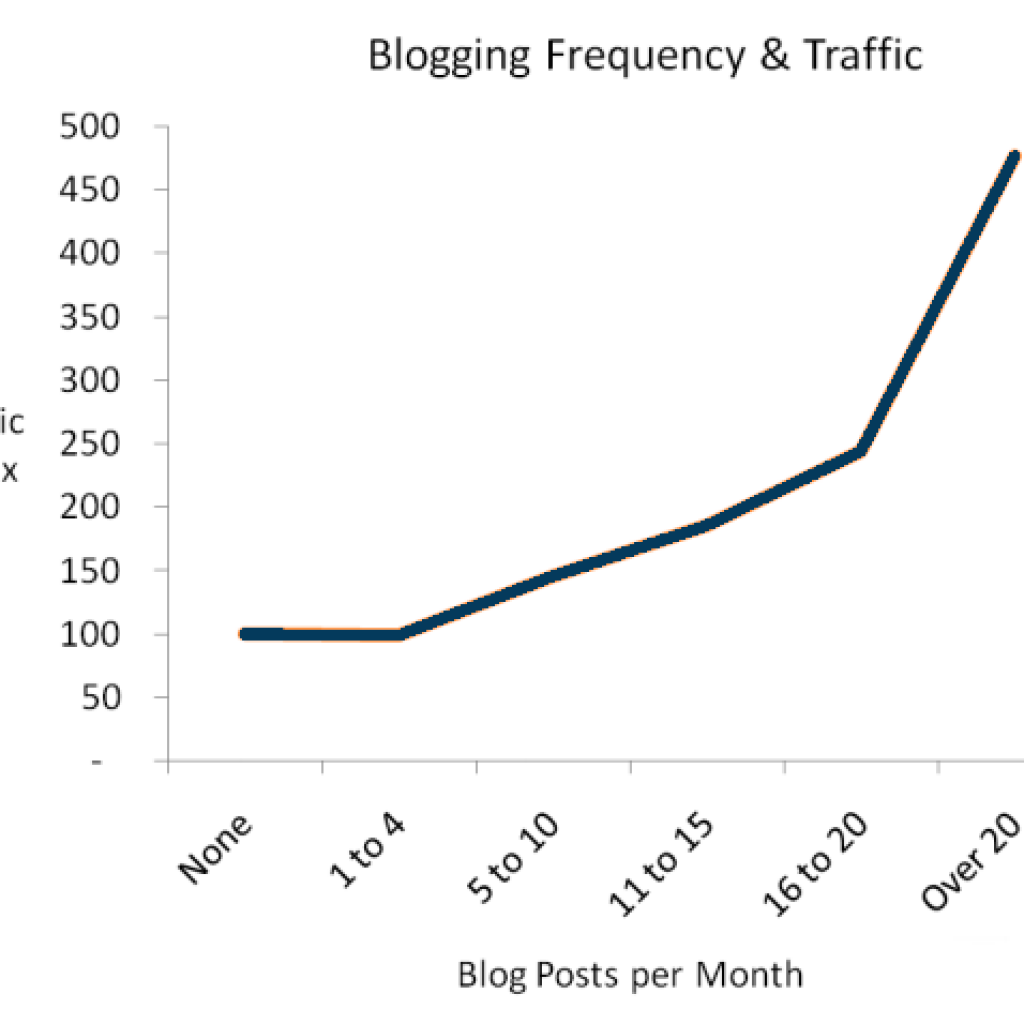 Blogging Frequency & Traffic
500
450
400
350
300
ic
250
x
200
150
100
50
-
None
1 to 4
5 to 10
11 to 15
16 to 20
Over 20
Blog Posts per Month